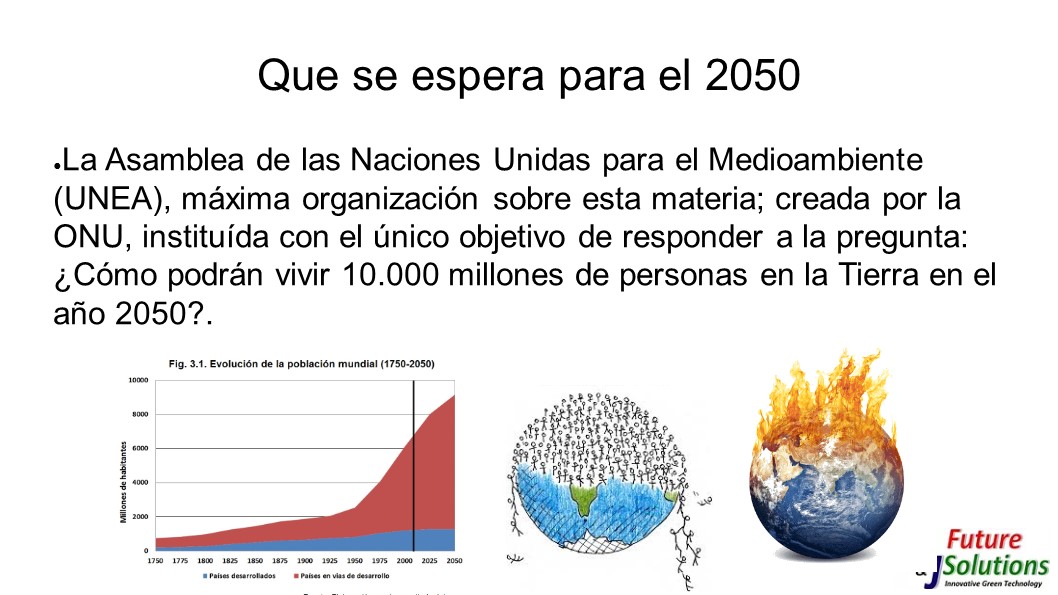 Que se espera para el 2050
●La Asamblea de las Naciones Unidas para el Medioambiente
(UNEA), máxima organización sobre esta materia; creada por la
ONU, instituída con el único objetivo de responder a la pregunta:
¿Cómo podrán vivir 10.000 millones de personas en la Tierra en el
año 2050?.
Fig. 3.1. Evolución de la población mundial (1750-2050)
Millones de habitantes
10000
8000
6000
4000
2000
0
1750 1775 1800 1825 1850 1875 1900 1925 1950 1975 2000 2025 2050
Países desarrollados Países en vías de desarrollo
Future
JSolutions
Innovative Green Technology